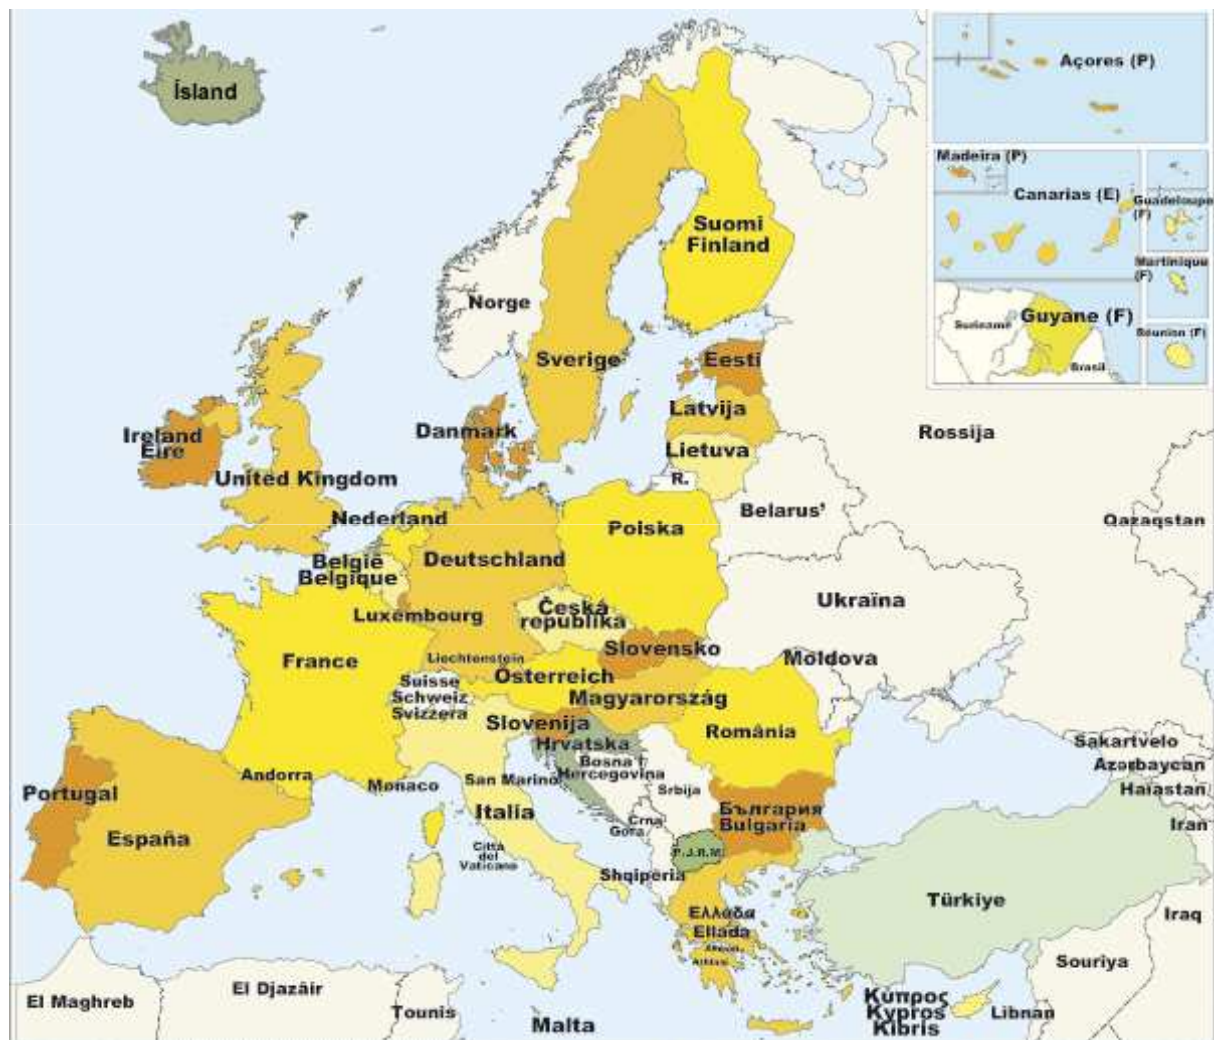 Ísland
Açores (P)
Madeira (P)
Canarias (E)
Guadeloupe
(F)
Martinique
(F)
Suriname
Guyane (F)
Brasil
Réunion (F)
Suomi
Finland
Norge
Sverige
Eesti
Latvija
Danmark
Lietuva
R.
Rossija
Ireland
Eire
United Kingdom
Nederland
Polska
Belarus'
Qazaqstan
België
Belgique
Deutschland
Luxembourg
Česká
republika
Ukraïna
France
Liechtenstein
Slovensko
Moldova
Suisse
Schweiz
Svizzera
Österreich
Magyarország
Slovenija
România
Hrvatska
Bosna i
Hercegovina
Sakartvelo
Azərbaycan
Haïastan
Iran
Andorra
Monaco
San Marino
Srbija
Portugal
España
Italia
Città
del
Vaticano
Crna
Gora
България
Bulgaria
P.J.R.M.
Shqiperia
Türkiye
Iraq
Ελλάδα
Ellada
Souriya
El Maghreb
El Djazâir
Tounis
Malta
Κύπρος
Kypros
Kibris
Libnan